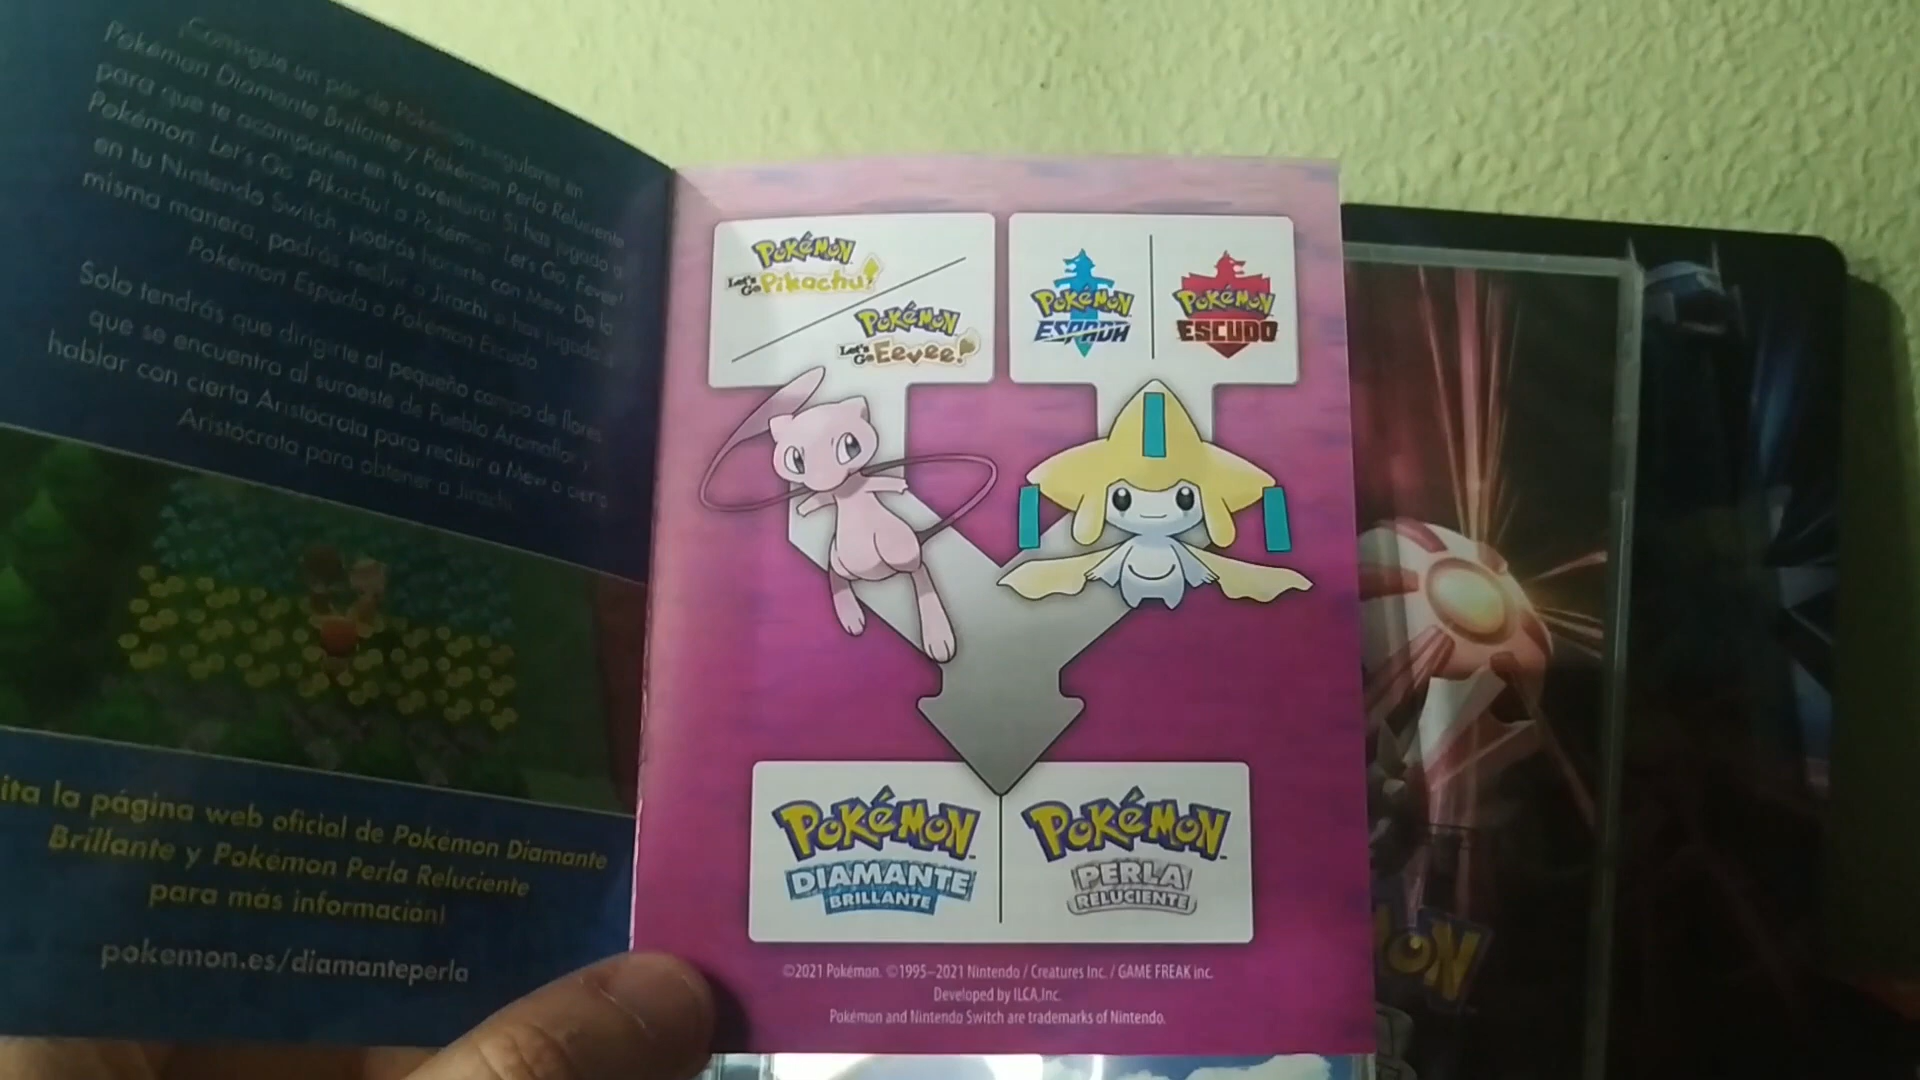 ¡Consigue un par de Pokémon singulares en
Pokémon Diamante Brillante y Pokémon Perla Reluciente
para que te acompañen en tu aventura! Si has jugado a
Pokémon: Let's Go, Pikachu! o Pokémon: Let's Go, Eevee!
en tu Nintendo Switch, podrás hacerte con Mew. De la
misma manera, podrás recibir a Jirachi si has jugado a
Pokémon Espada o Pokémon Escudo.
Solo tendrás que dirigirte al pequeño campo de flores
que se encuentra al suroeste de Pueblo Aromaflor y
hablar con cierta Aristócrata para recibir a Mew o cierto
Aristócrata para obtener a Jirachi.
ita la página web oficial de Pokémon Diamante
Brillante y Pokémon Perla Reluciente
para más información!
pokemon.es/diamanteperla
POKéMON
Let's Go Pikachu!
POKéMON
Let's Go Eevee!
POKéMON
ESPADA
POKéMON
ESCUDO
POKéMON
DIAMANTE
BRILLANTE
POKéMON
PERLA
RELUCIENTE
©2021 Pokémon. ©1995–2021 Nintendo / Creatures Inc. / GAME FREAK inc.
Developed by ILCA, Inc.
Pokémon and Nintendo Switch are trademarks of Nintendo.